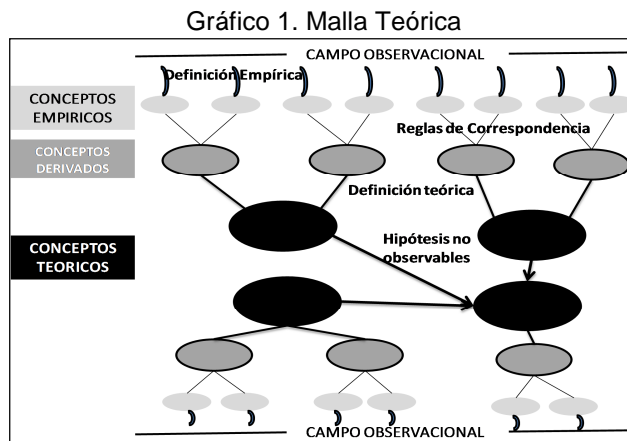 Gráfico 1. Malla Teórica
CAMPO OBSERVACIONAL
Definición Empírica
CONCEPTOS
EMPIRICOS
Reglas de Correspondencia
CONCEPTOS
DERIVADOS
Definición teórica
CONCEPTOS
TEORICOS
Hipótesis no
observables
CAMPO OBSERVACIONAL